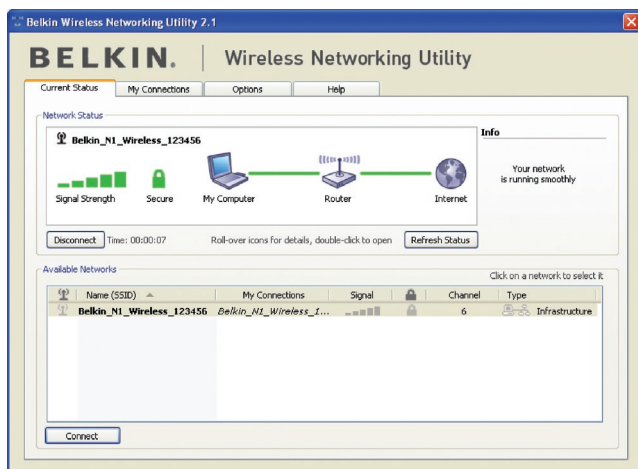 Belkin Wireless Networking Utility 2.1
BELKIN. | Wireless Networking Utility
Current Status My Connections Options Help
Network Status
Belkin_N1_Wireless_123456
Info
Your network
is running smoothly
Signal Strength Secure My Computer Router Internet
Disconnect Time: 00:00:07 Roll-over icons for details, double-click to open Refresh Status
Available Networks
Click on a network to select it
Name (SSID) My Connections Signal Channel Type
Belkin_N1_Wireless_123456 Belkin_N1_Wireless_1... 6 Infrastructure
Connect